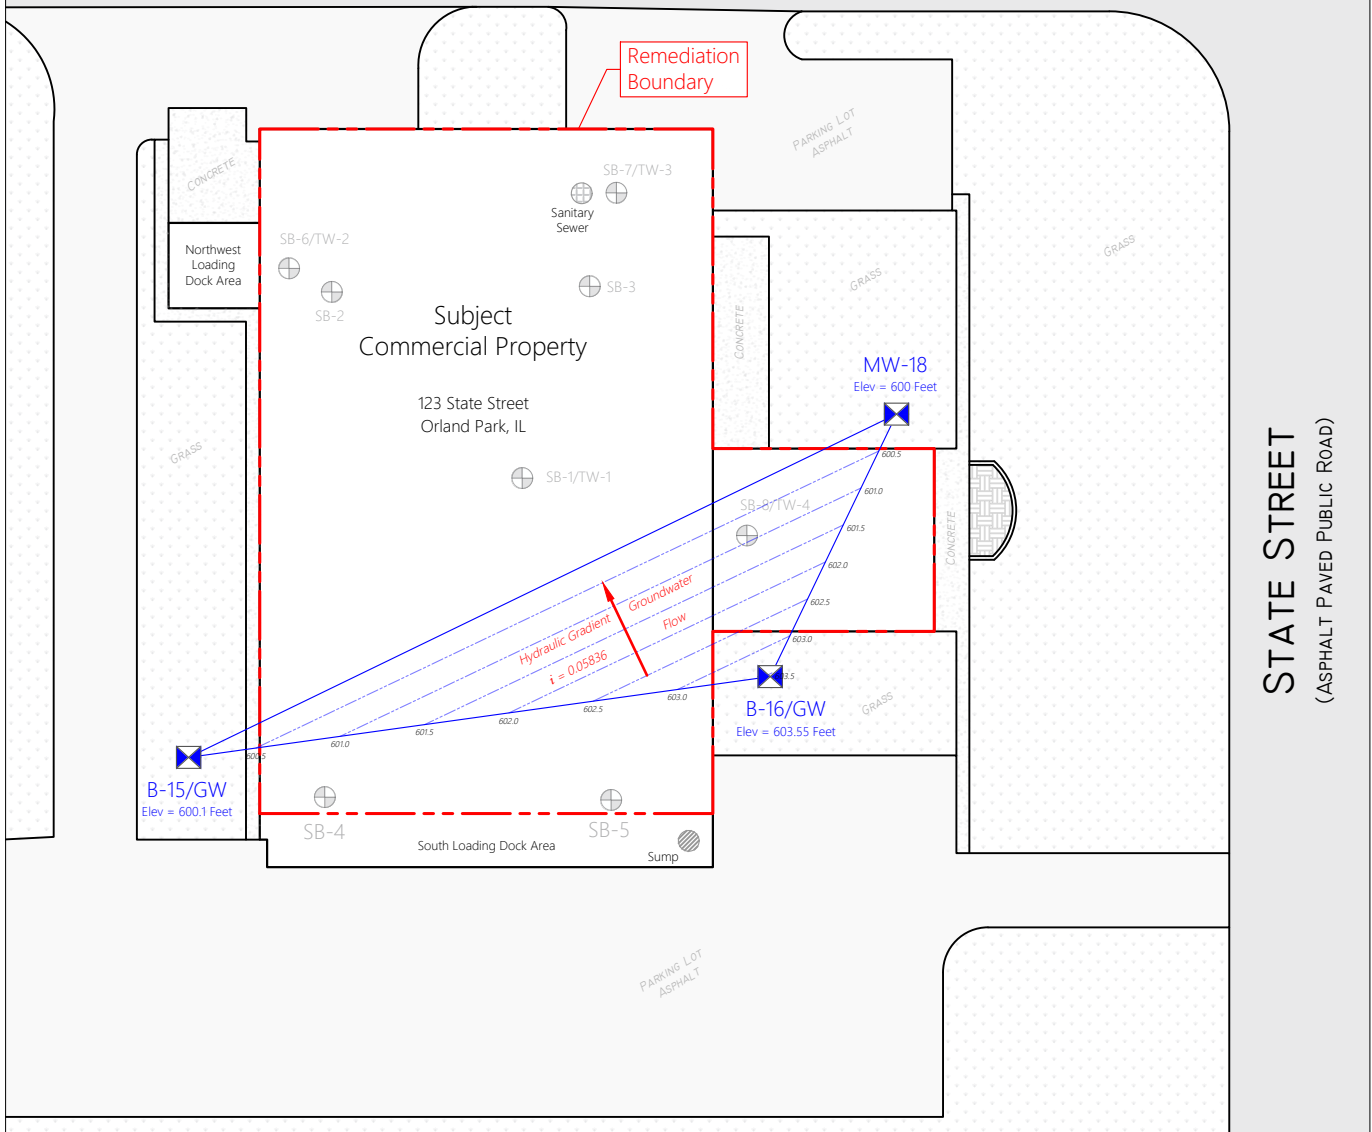 Remediation
Boundary
PARKING LOT
ASPHALT
CONCRETE
SB-7/TW-3
Sanitary
Sewer
SB-6/TW-2
Northwest
Loading
Dock Area
SB-2
SB-3
GRASS
GRASS
CONCRETE
Subject
Commercial Property
123 State Street
Orland Park, IL
MW-18
Elev = 600 Feet
GRASS
SB-1/TW-1
SB-8/TW-4
600.5
601.0
601.5
602.0
602.5
603.0
603.5
CONCRETE
STATE STREET
(ASPHALT PAVED PUBLIC ROAD)
Groundwater
Flow
Hydraulic Gradient
i = 0.05836
600.5
601.0
601.5
602.0
602.5
603.0
B-16/GW
Elev = 603.55 Feet
GRASS
B-15/GW
Elev = 600.1 Feet
SB-4
SB-5
South Loading Dock Area
Sump
PARKING LOT
ASPHALT